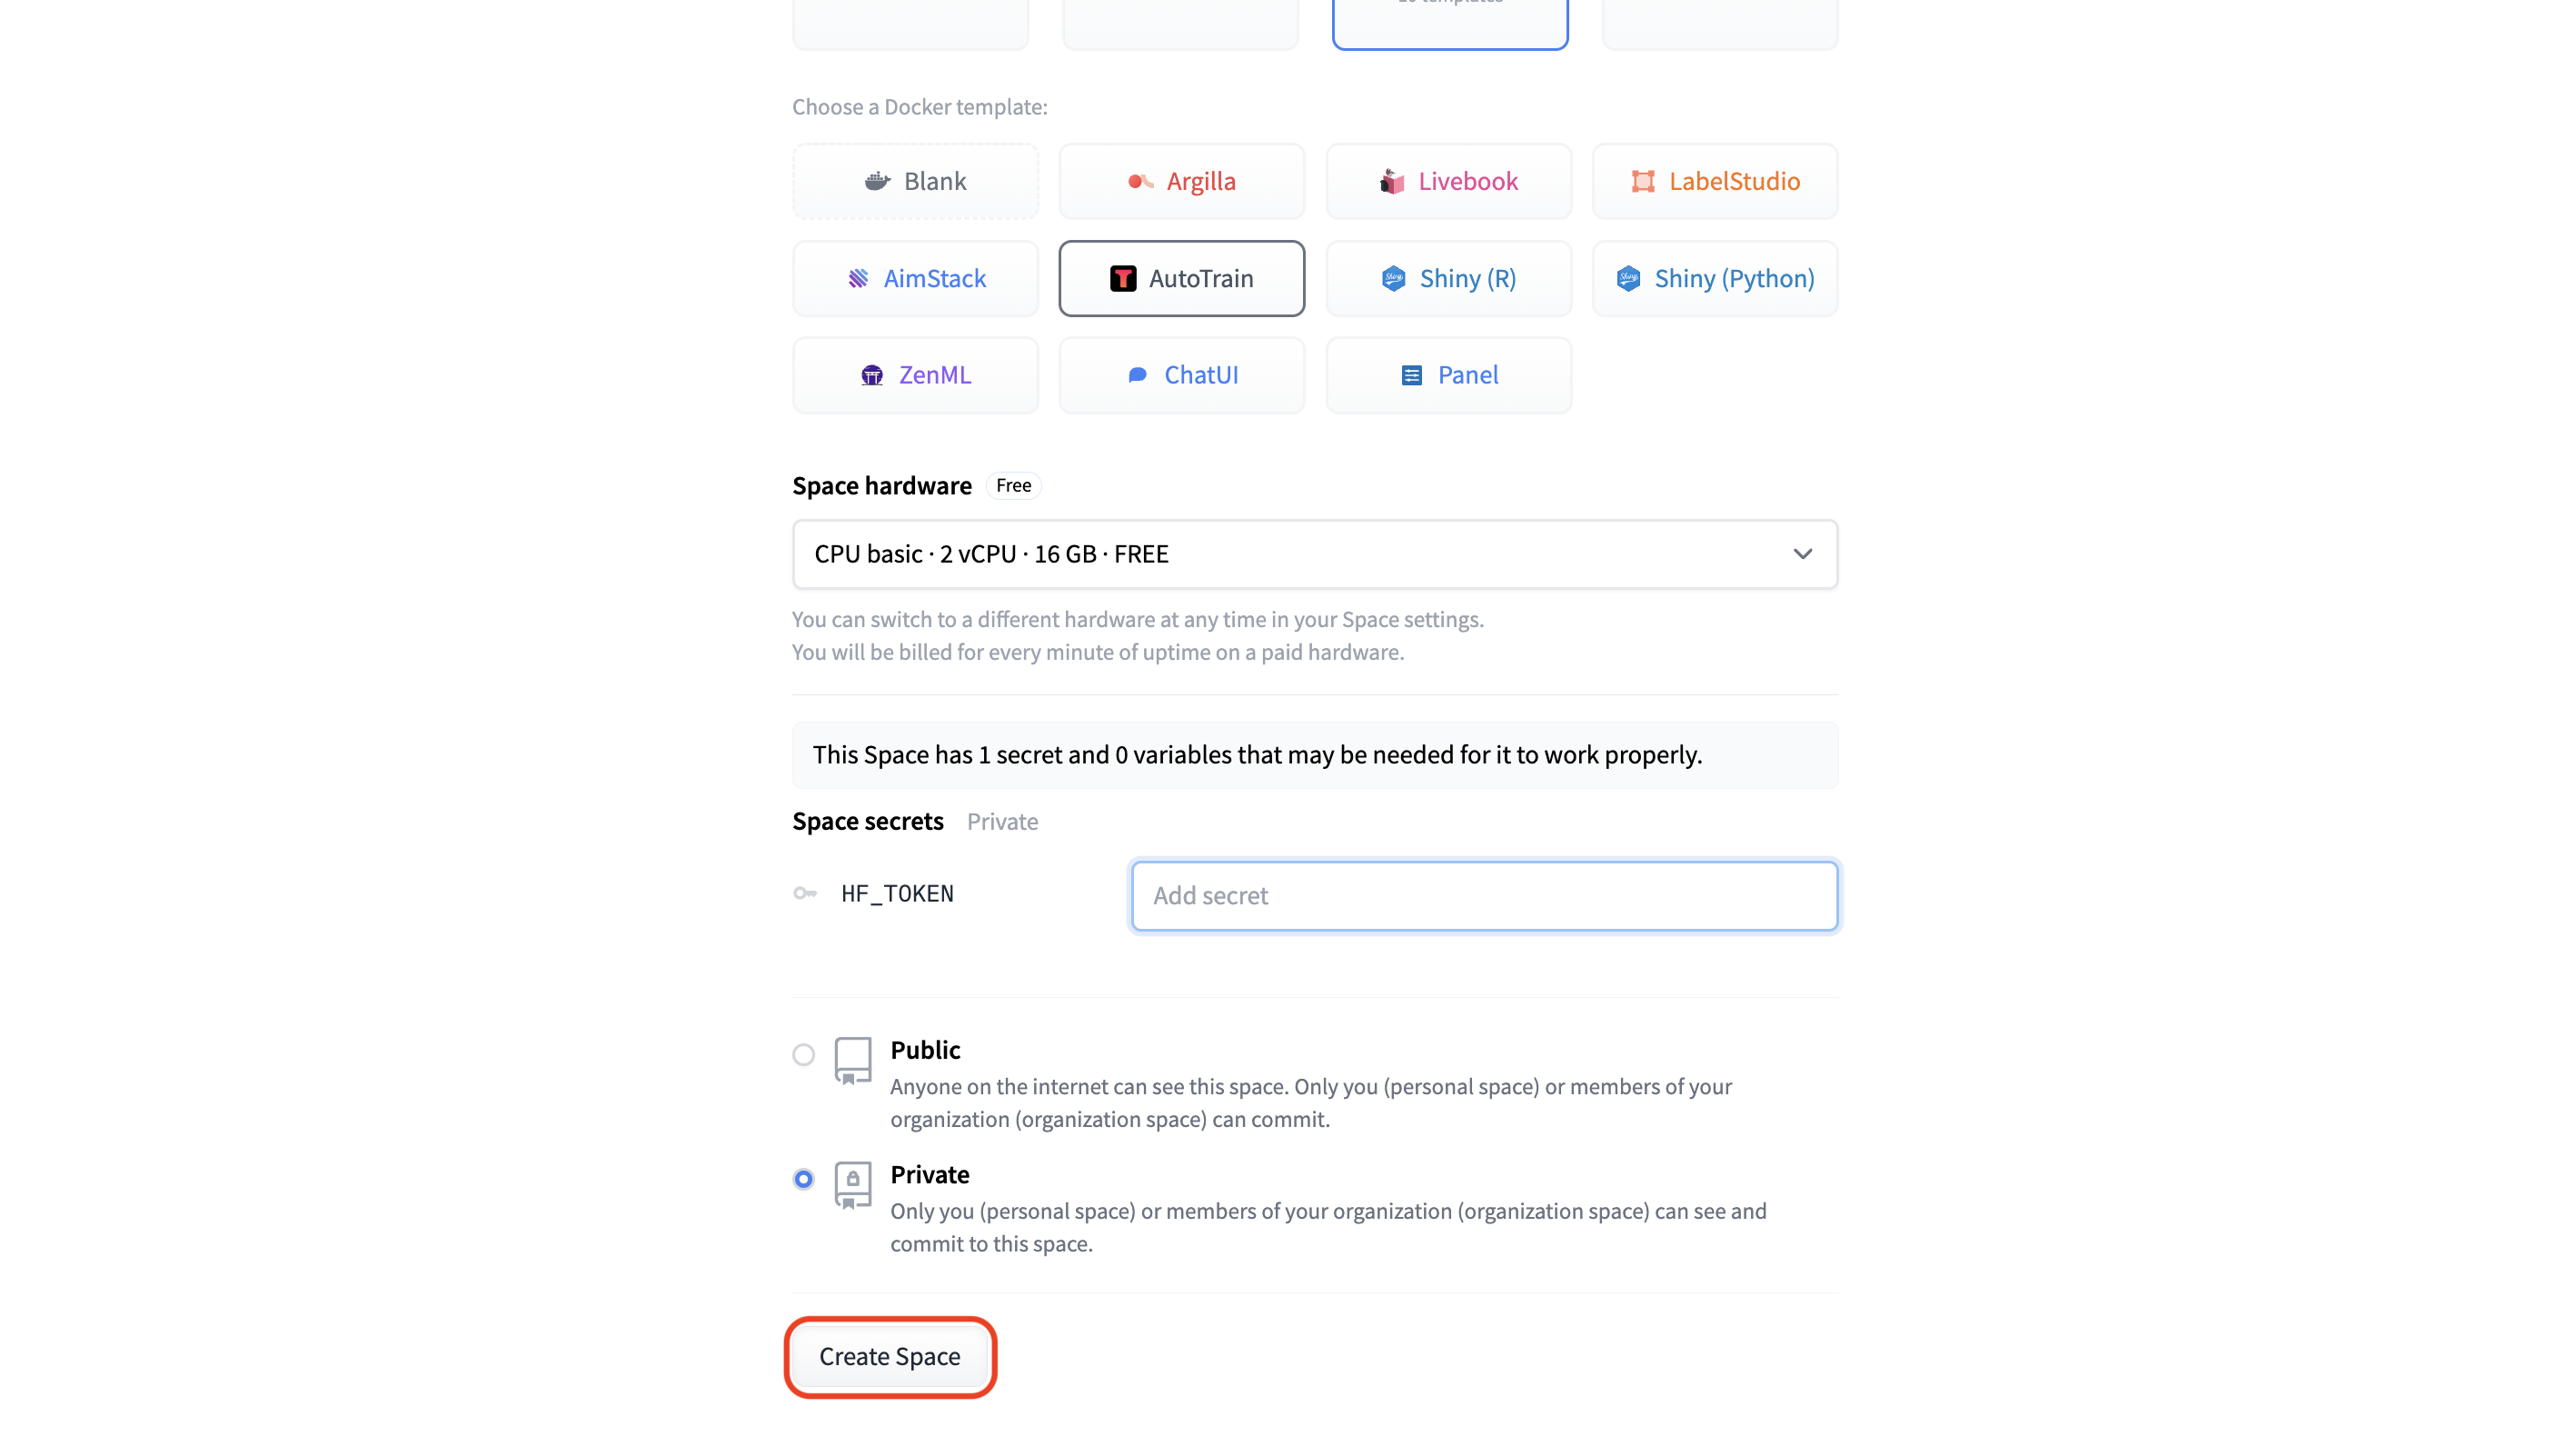 Choose a Docker template:
Blank
Argilla
Livebook
LabelStudio
AimStack
AutoTrain
Shiny (R)
Shiny (Python)
ZenML
ChatUI
Panel
Space hardware Free
CPU basic · 2 vCPU · 16 GB · FREE
You can switch to a different hardware at any time in your Space settings.
You will be billed for every minute of uptime on a paid hardware.
This Space has 1 secret and 0 variables that may be needed for it to work properly.
Space secrets Private
HF_TOKEN
Add secret
Public
Anyone on the internet can see this space. Only you (personal space) or members of your
organization (organization space) can commit.
Private
Only you (personal space) or members of your organization (organization space) can see and
commit to this space.
Create Space